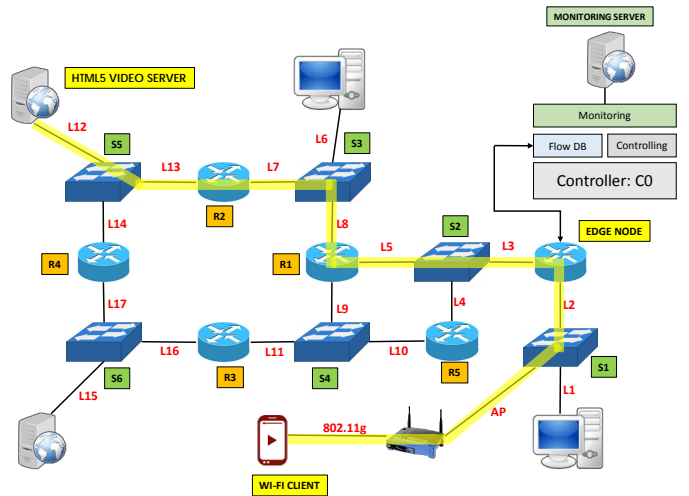 MONITORING SERVER
HTML5 VIDEO SERVER
L12
L6
S5
S3
Monitoring
Flow DB
Controlling
Controller: C0
L13
L7
R2
L14
L8
S2
EDGE NODE
R4
R1
L5
L3
L17
L9
L4
L2
L16
L11
L10
S6
R3
S4
R5
S1
L15
L1
AP
802.11g
WI-FI CLIENT